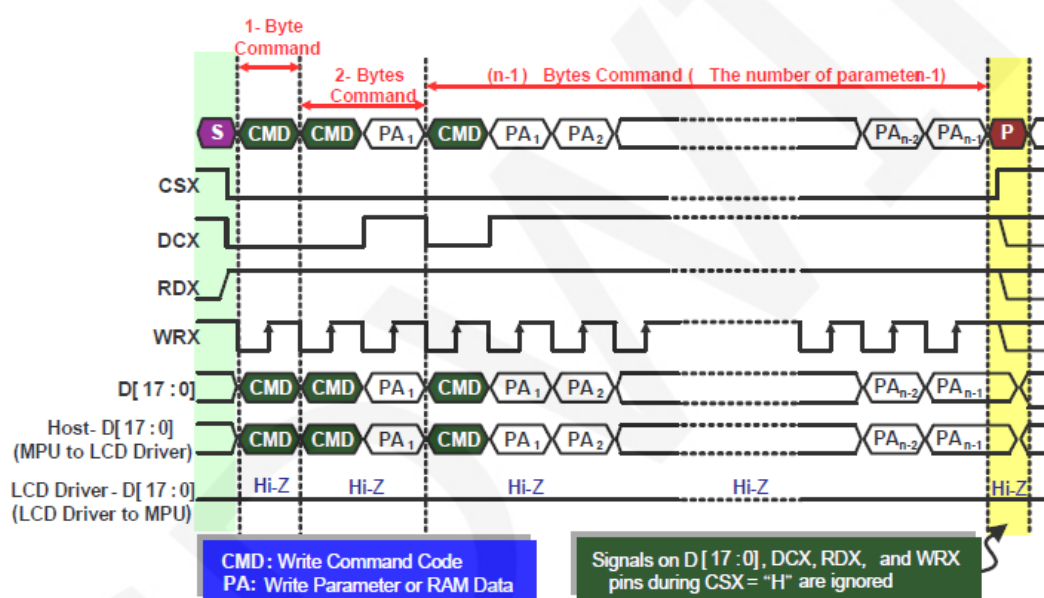 1- Byte
Command
2- Bytes
Command
(n-1) Bytes Command ( The number of parameten-1)
S CMD CMD PA1 CMD PA1 PA2 PAn-2 PAn-1 P
CSX
DCX
RDX
WRX
D[17:0] CMD CMD PA1 CMD PA1 PA2 PAn-2 PAn-1
Host- D[17:0]
(MPU to LCD Driver)
CMD CMD PA1 CMD PA1 PA2 PAn-2 PAn-1
LCD Driver - D[17:0]
(LCD Driver to MPU)
Hi-Z Hi-Z Hi-Z Hi-Z Hi-Z
CMD: Write Command Code
PA: Write Parameter or RAM Data
Signals on D[17:0], DCX, RDX, and WRX
pins during CSX = “H” are ignored